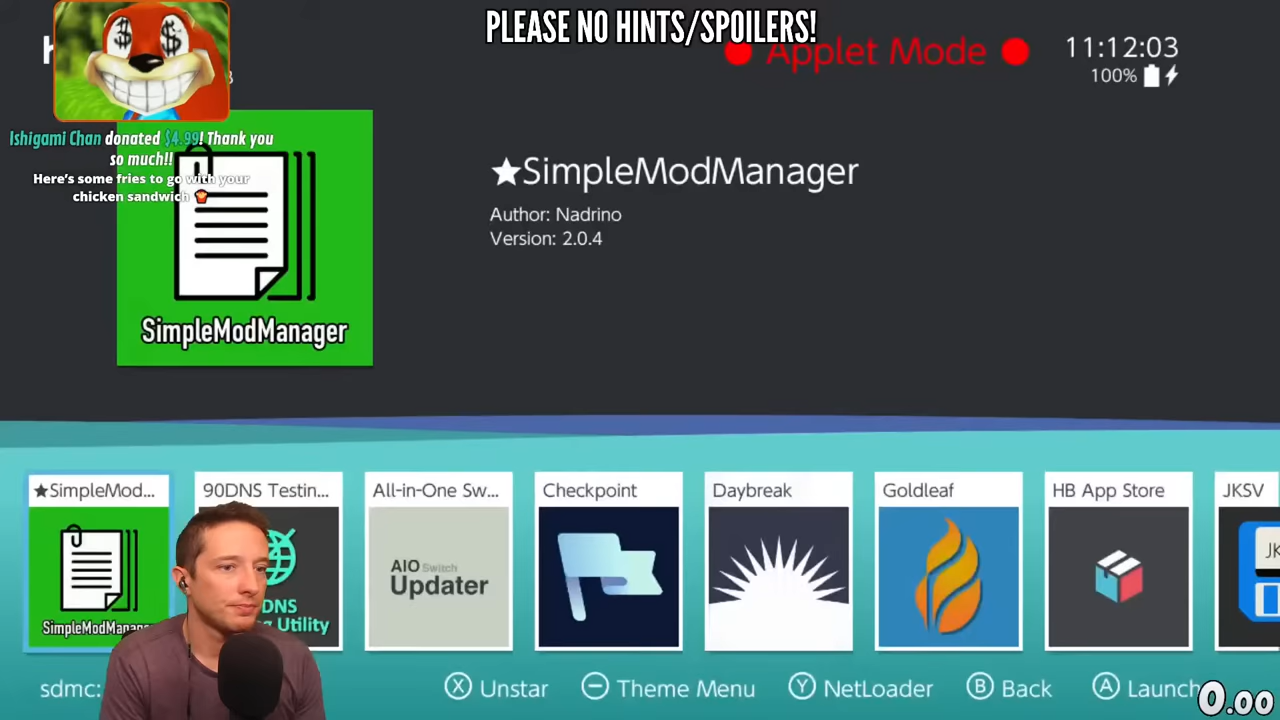 PLEASE NO HINTS/SPOILERS!
Applet Mode
11:12:03
100%
Ishigami Chan donated $4.99! Thank you
so much!!
Here's some fries to go with your
chicken sandwich
★SimpleModManager
Author: Nadrino
Version: 2.0.4
SimpleModManager
★SimpleMod...
90DNS Testin...
All-in-One Sw...
Checkpoint
Daybreak
Goldleaf
HB App Store
JKSV
AIO Switch
Updater
JK
DNS
Utility
SimpleModMana
sdmc:
X Unstar
Theme Menu
Y NetLoader
B Back
A Launch
0.00